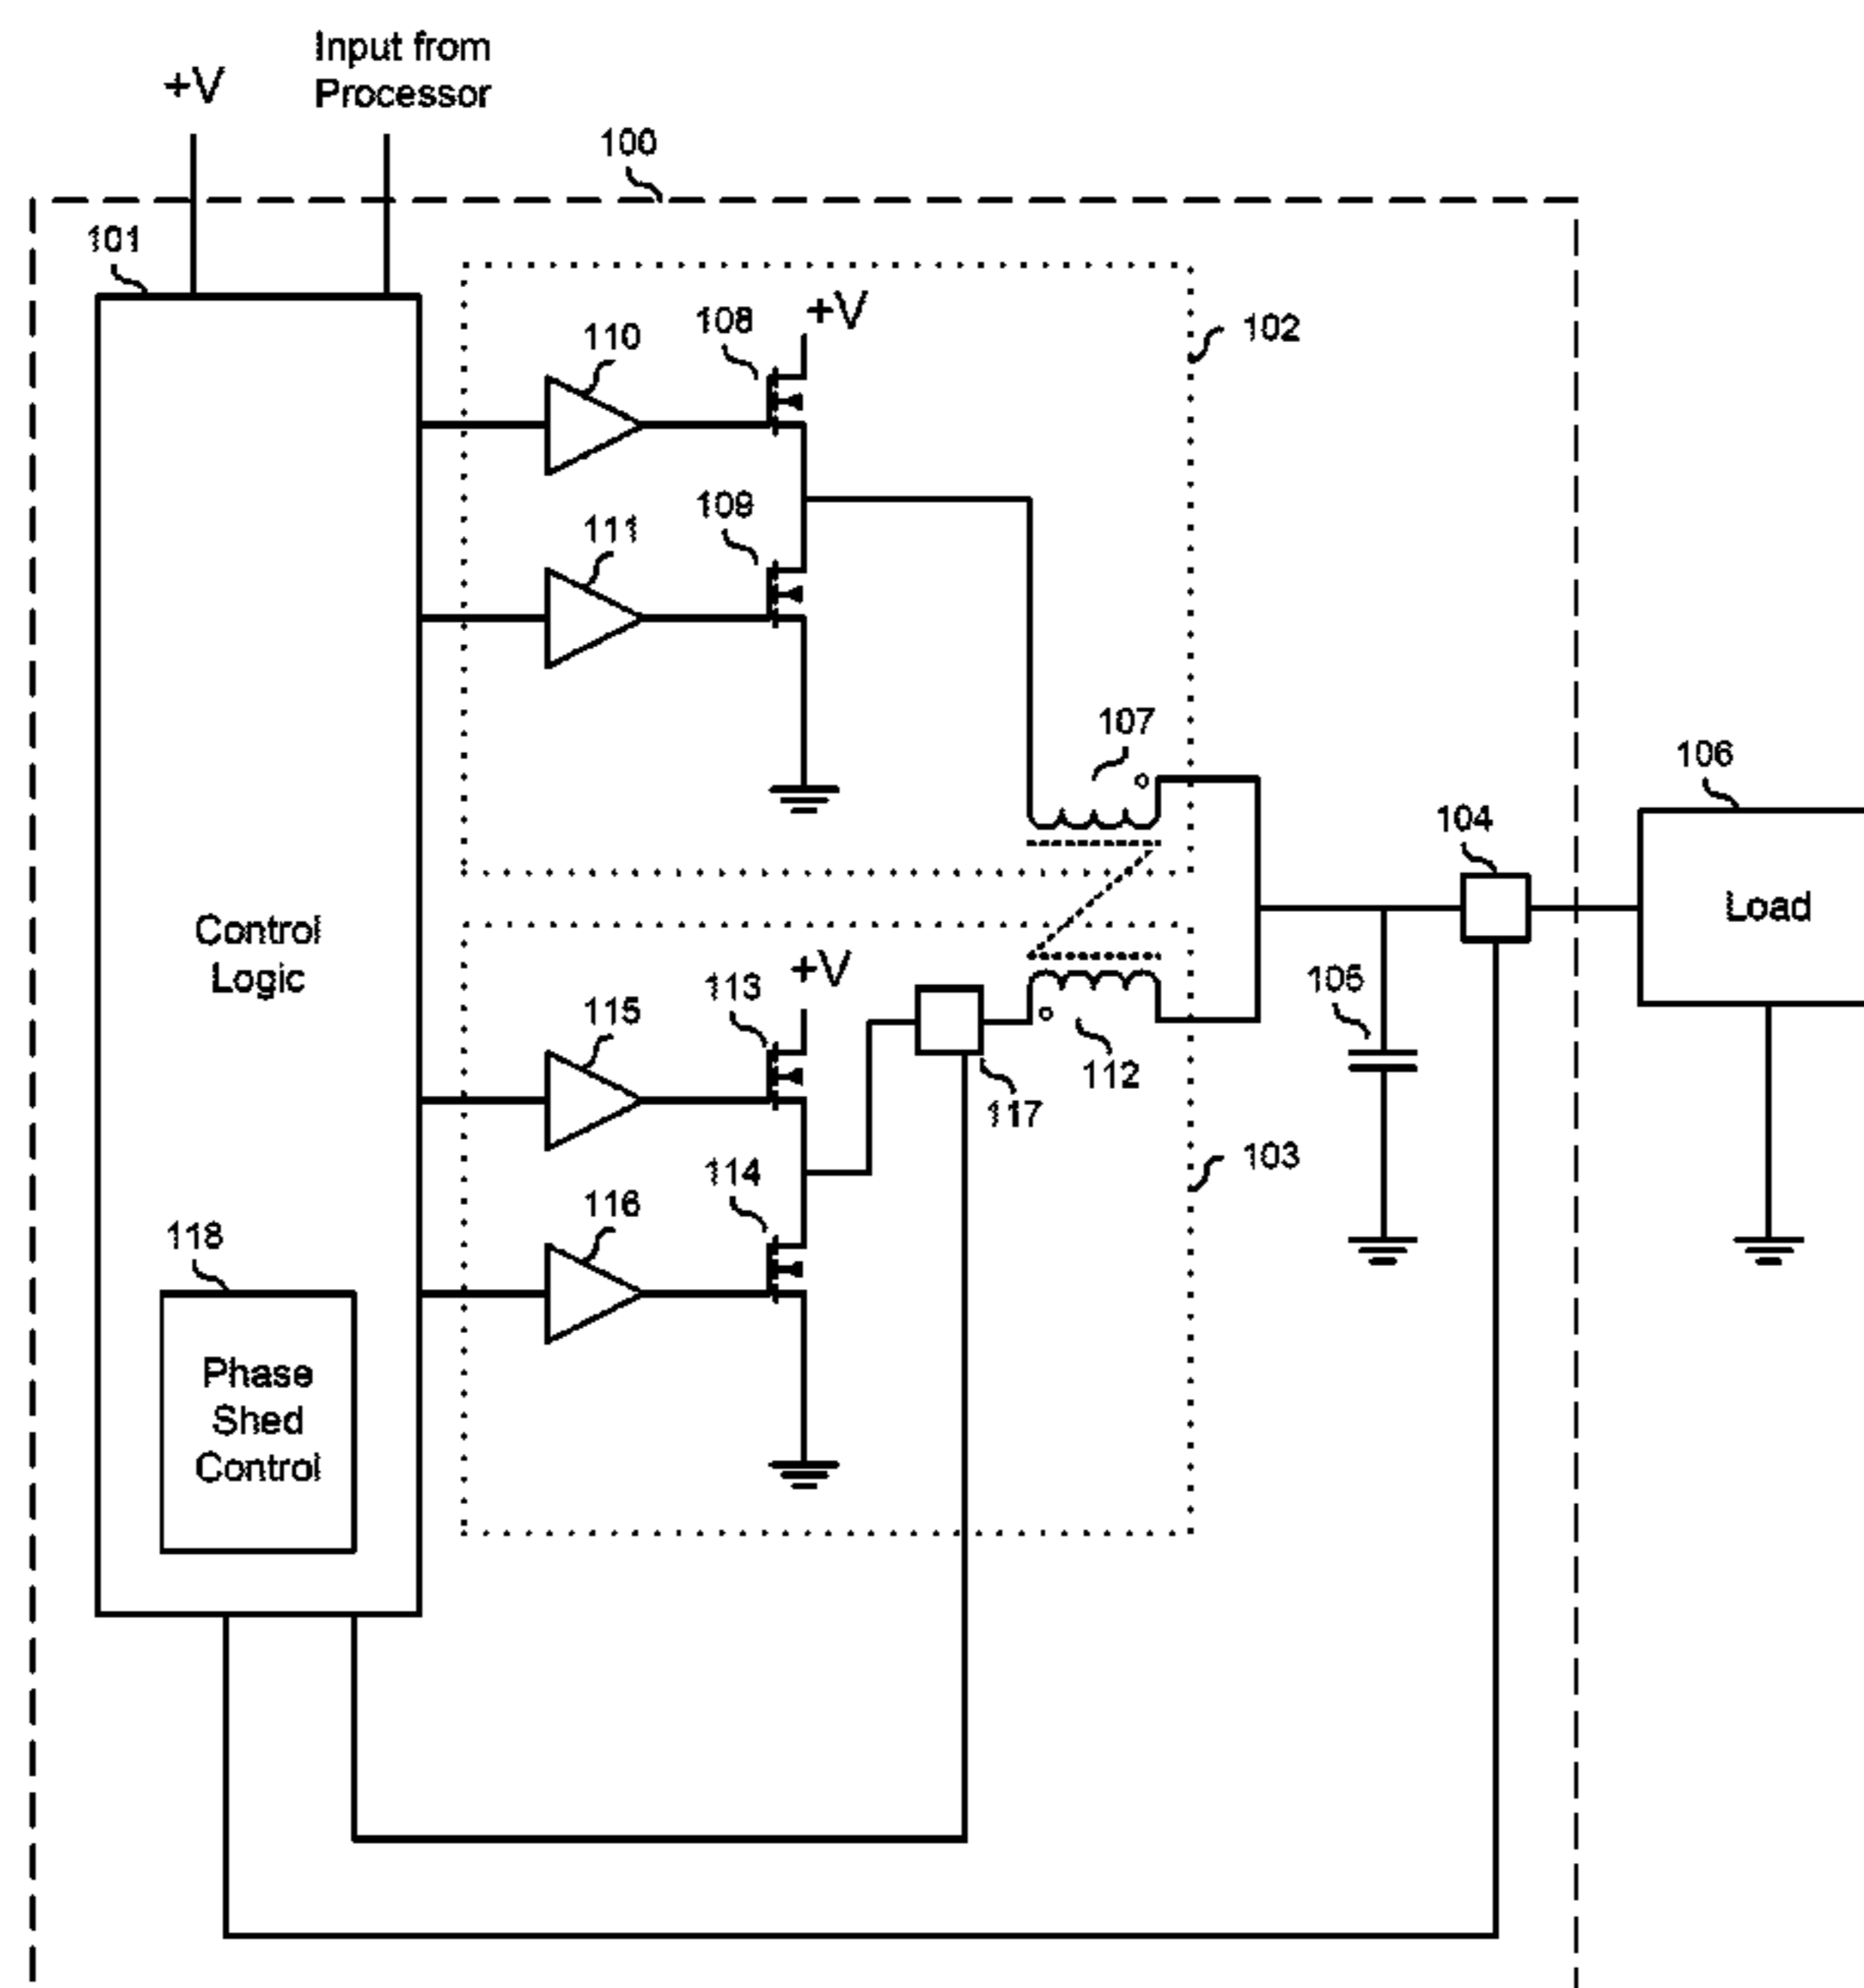 Input from
Processor
+V
100
101
+V
108
110
102
109
111
107
106
104
Load
Control
Logic
+V
113
105
115
112
117
103
114
116
118
Phase
Shed
Control